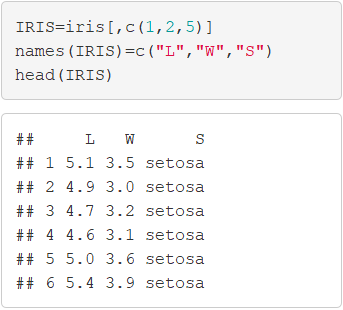 IRIS=iris[,c(1,2,5)]
names(IRIS)=c("L","W","S")
head(IRIS)
##     L   W      S
## 1 5.1 3.5 setosa
## 2 4.9 3.0 setosa
## 3 4.7 3.2 setosa
## 4 4.6 3.1 setosa
## 5 5.0 3.6 setosa
## 6 5.4 3.9 setosa